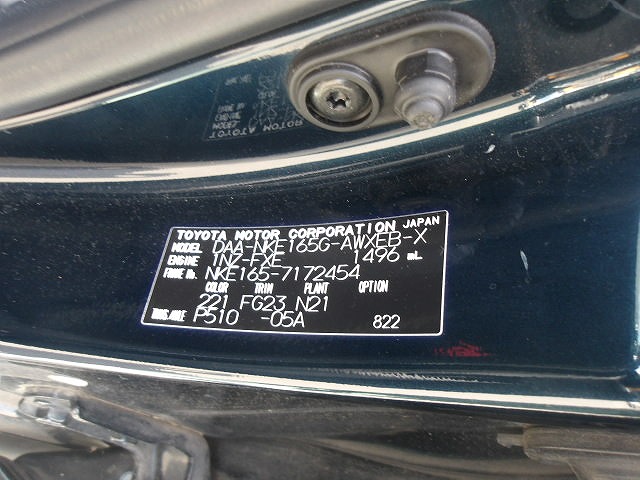 TOYOTA MOTOR CORPORATION JAPAN
MODEL DAA-NKE165G-AWXEB-X
ENGINE 1NZ-FXE 1496 mL
FRAME No. NKE165-7172454
COLOR TRIM PLANT OPTION
221 FG23 N21
TRANS./AXLE P510 -05A 822